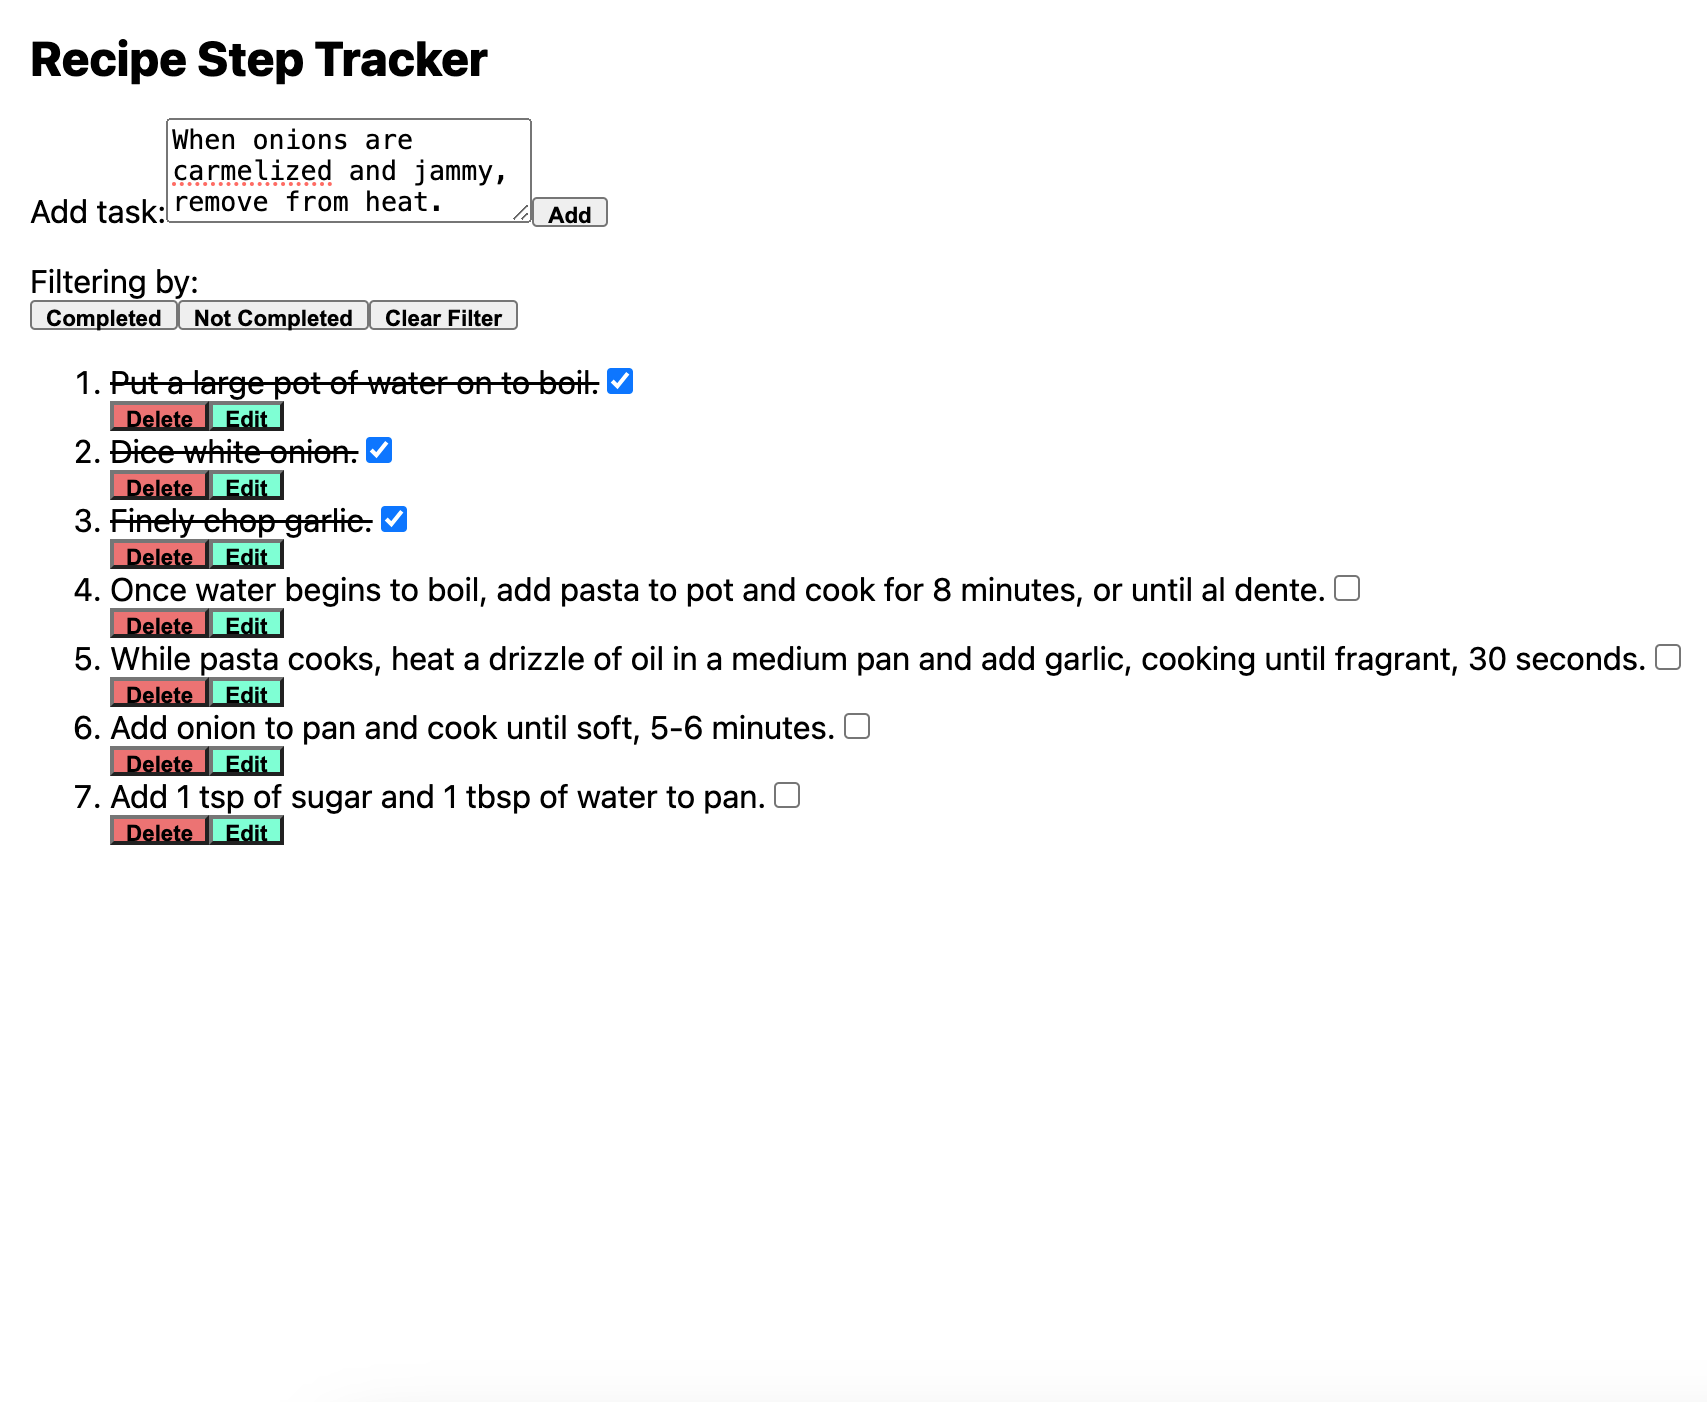 Recipe Step Tracker
When onions are
carmelized and jammy,
remove from heat.
Add task:
Add
Filtering by:
Completed Not Completed Clear Filter
1. Put a large pot of water on to boil.
Delete Edit
2. Dice white onion.
Delete Edit
3. Finely chop garlic.
Delete Edit
4. Once water begins to boil, add pasta to pot and cook for 8 minutes, or until al dente.
Delete Edit
5. While pasta cooks, heat a drizzle of oil in a medium pan and add garlic, cooking until fragrant, 30 seconds.
Delete Edit
6. Add onion to pan and cook until soft, 5-6 minutes.
Delete Edit
7. Add 1 tsp of sugar and 1 tbsp of water to pan.
Delete Edit